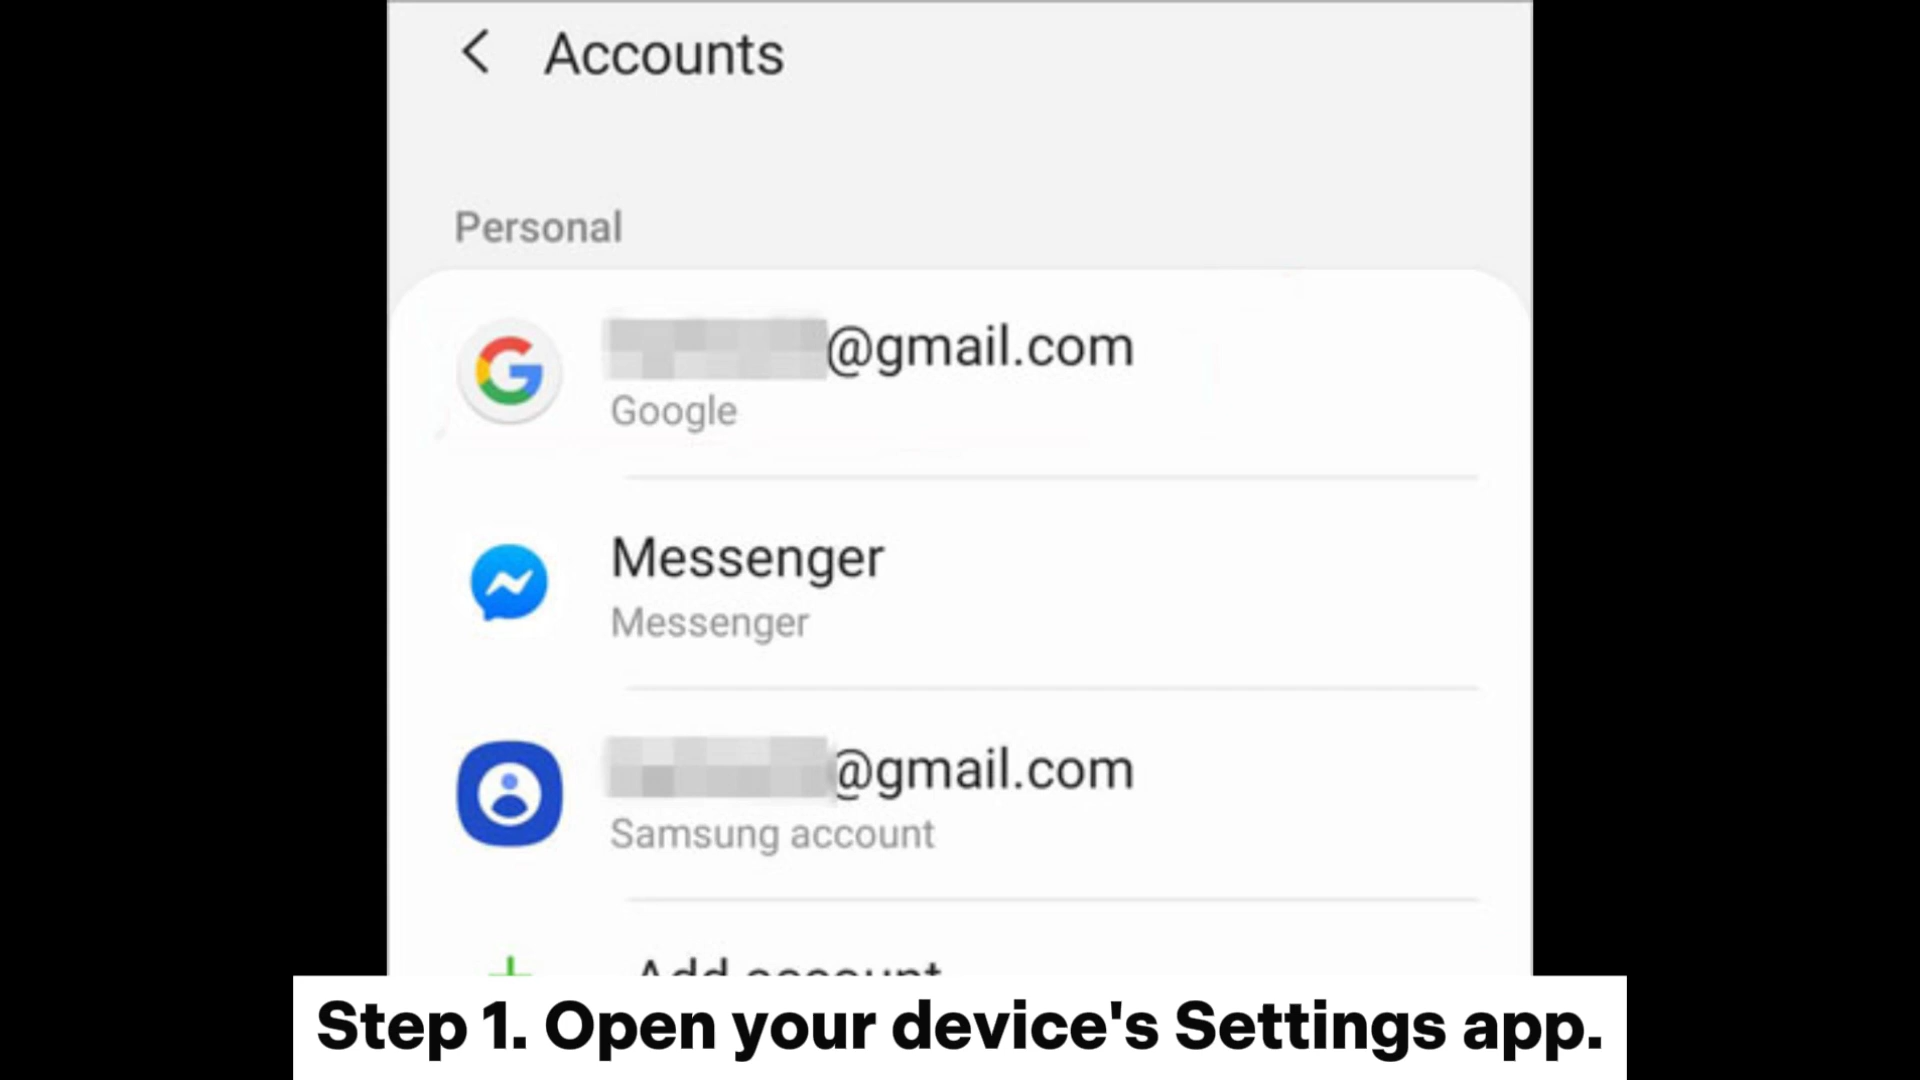 Accounts
Personal
@gmail.com
Google
Messenger
Messenger
@gmail.com
Samsung account
Add account
Step 1. Open your device's Settings app.